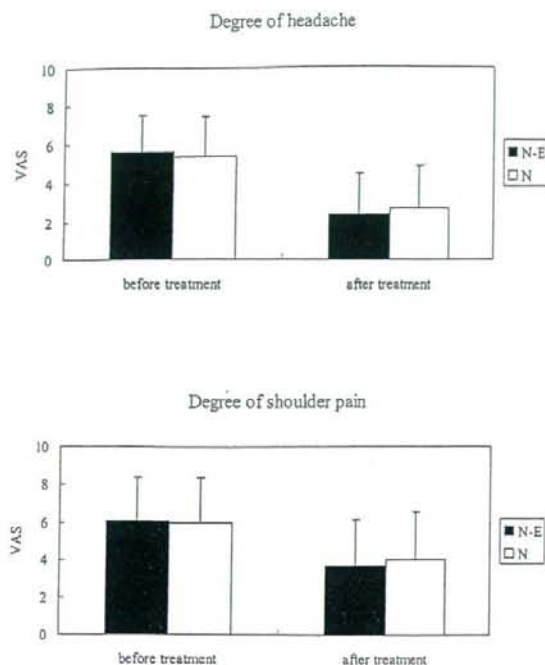 Degree of headache
10
8
6
4
2
0
VAS
N-E
N
before treatment after treatment
Degree of shoulder pain
10
8
6
4
2
0
VAS
N-E
N
before treatment after treatment